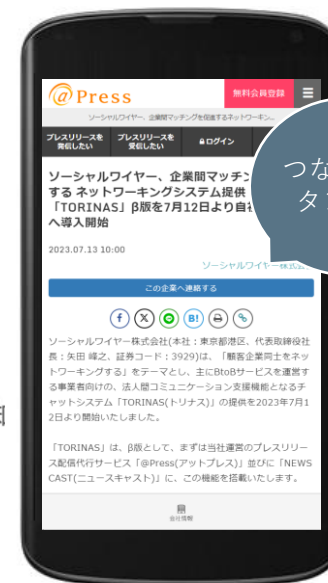 @Press
無料会員登録
ソーシャルワイヤー、企業間マッチングを促進するネットワーキン...
プレスリリースを
発信したい
プレスリリースを
受信したい
ログイン
つな
タ
ソーシャルワイヤー、企業間マッチン
する ネットワーキングシステム提供
「TORINAS」β版を7月12日より自社
へ導入開始
2023.07.13 10:00
ソーシャルワイヤー株式会
この企業へ連絡する
ソーシャルワイヤー株式会社(本社:東京都港区、代表取締役社
長:矢田 峰之、証券コード:3929)は、「顧客企業同士をネッ
トワーキングする」をテーマとし、主にBtoBサービスを運営す
る事業者向けの、法人間コミュニケーション支援機能となるチ
ャットシステム「TORINAS(トリナス)」の提供を2023年7月1
2日より開始いたしました。
「TORINAS」は、β版として、まずは当社運営のプレスリリー
ス配信代行サービス「@Press(アットプレス)」並びに「NEWS
CAST(ニュースキャスト)」に、この機能を搭載いたします。
会社情報